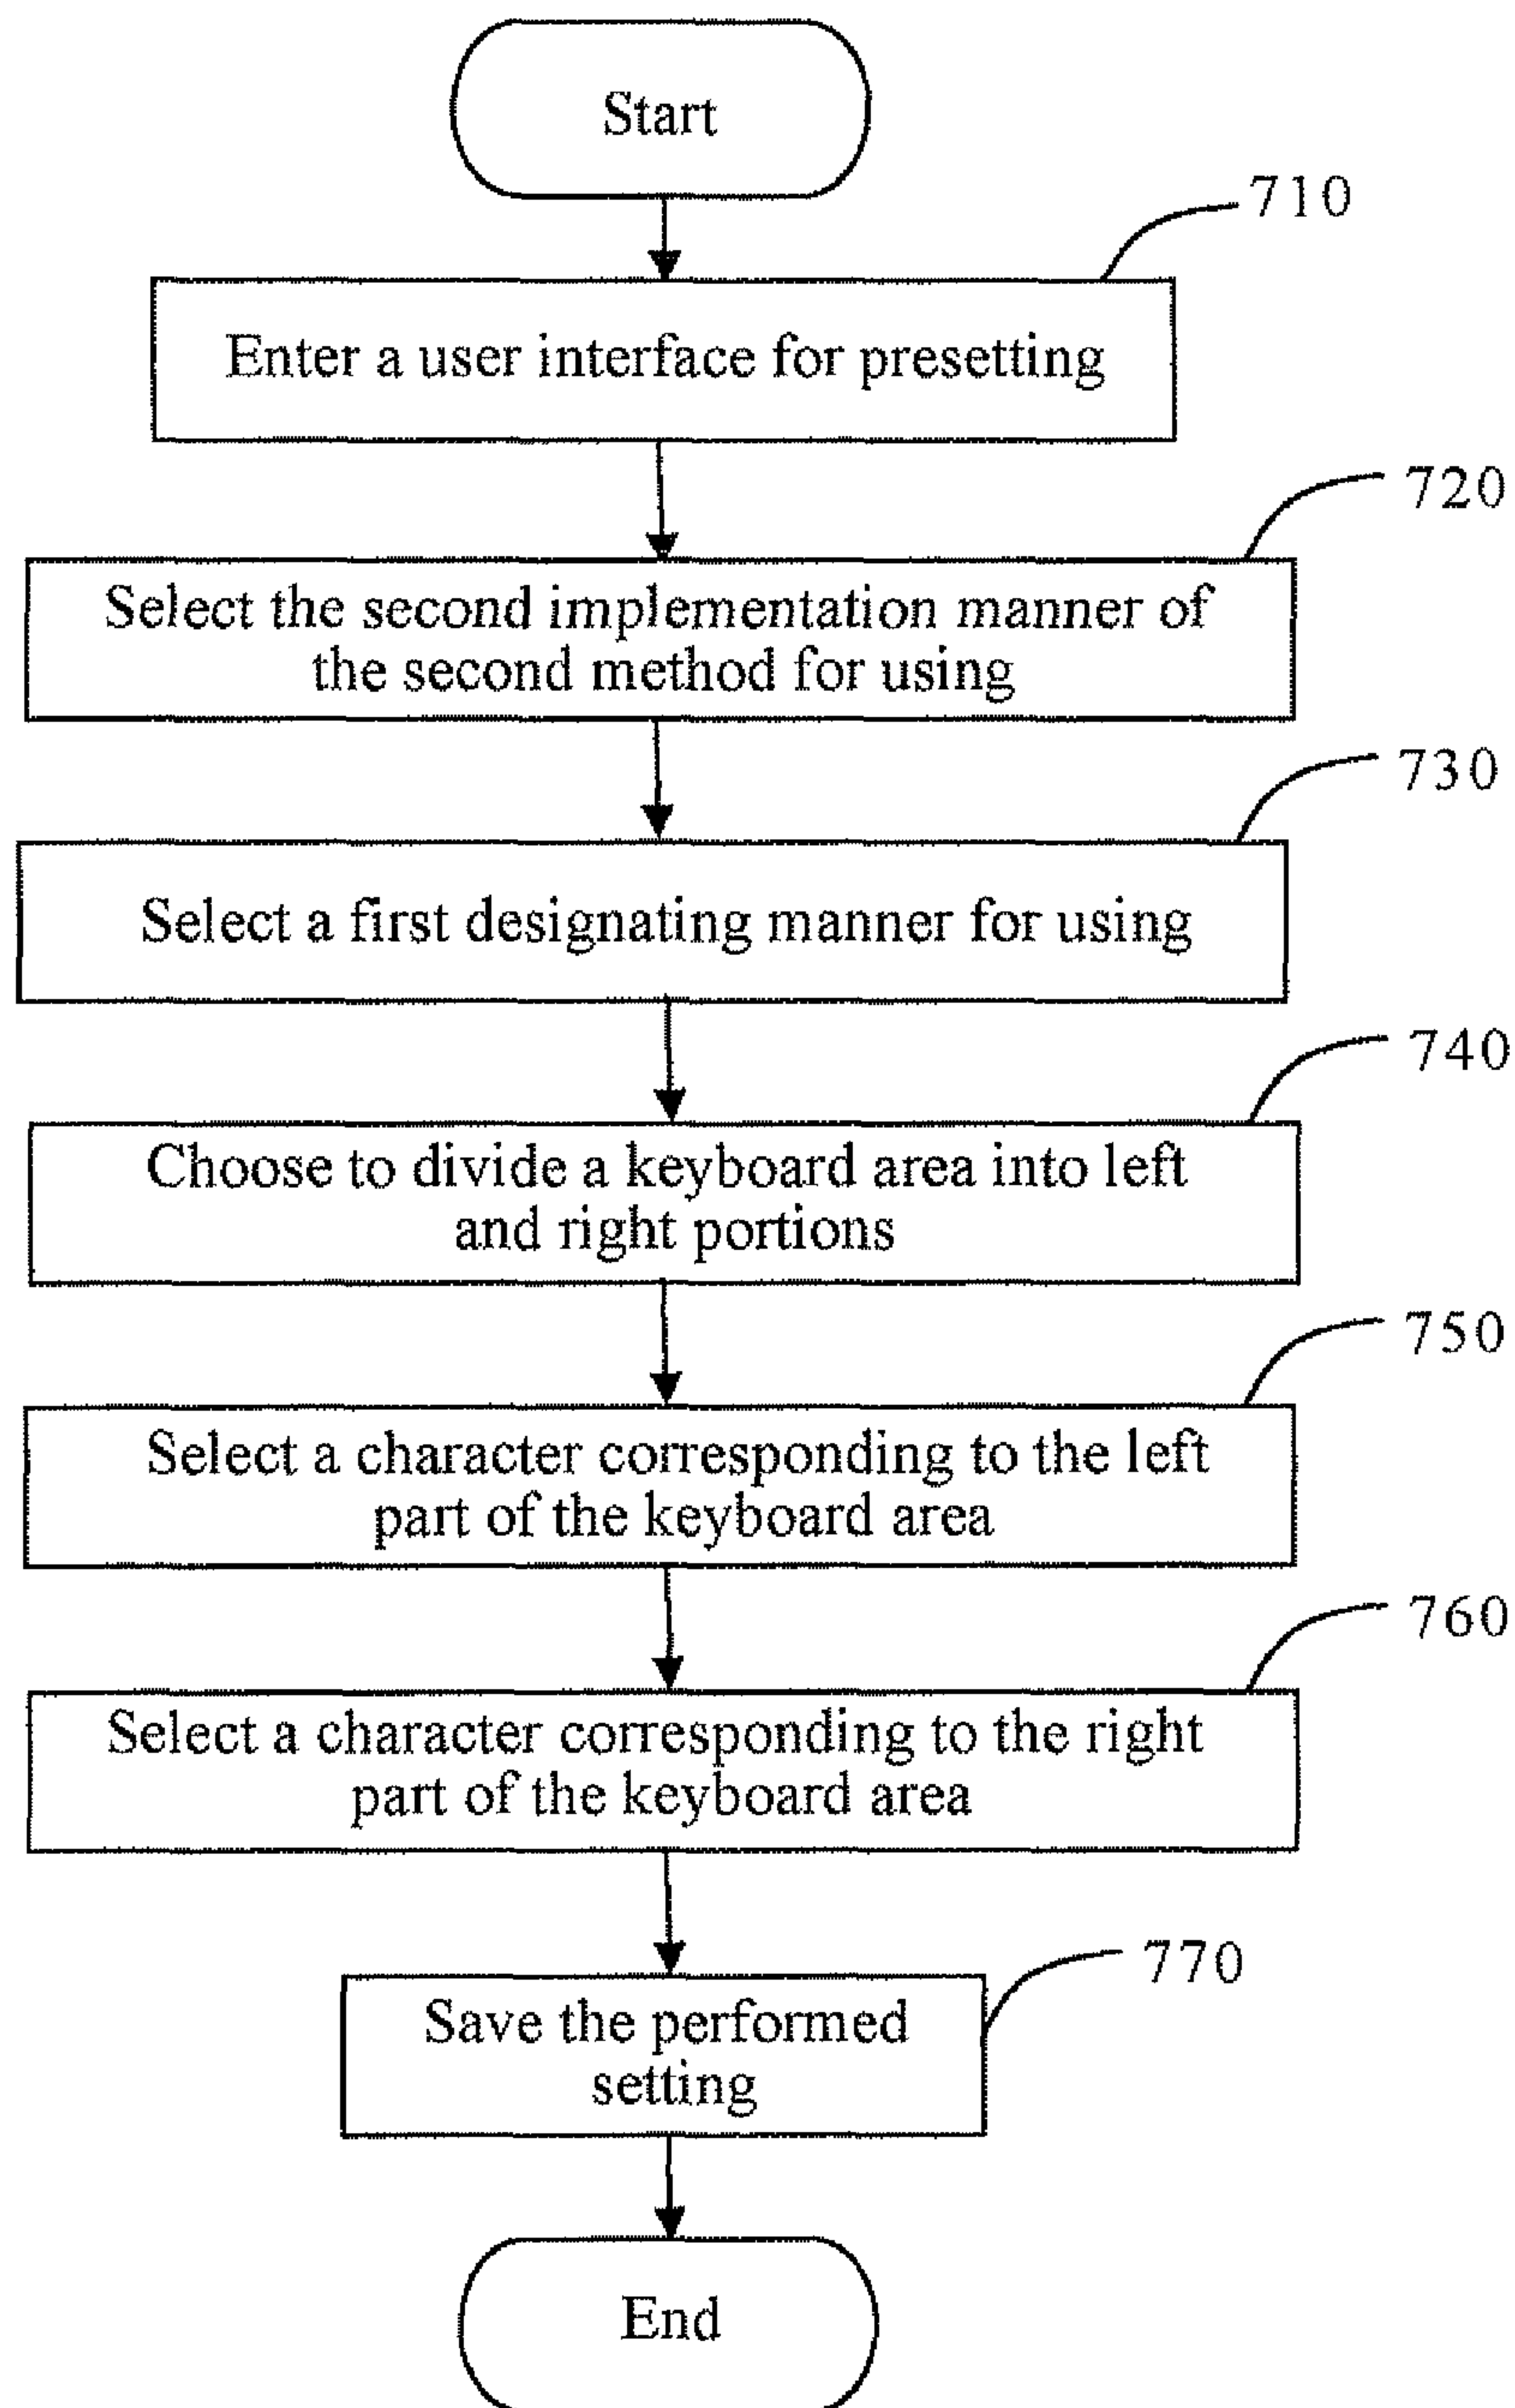 Start
710
Enter a user interface for presetting
720
Select the second implementation manner of
the second method for using
730
Select a first designating manner for using
740
Choose to divide a keyboard area into left
and right portions
750
Select a character corresponding to the left
part of the keyboard area
760
Select a character corresponding to the right
part of the keyboard area
770
Save the performed
setting
End